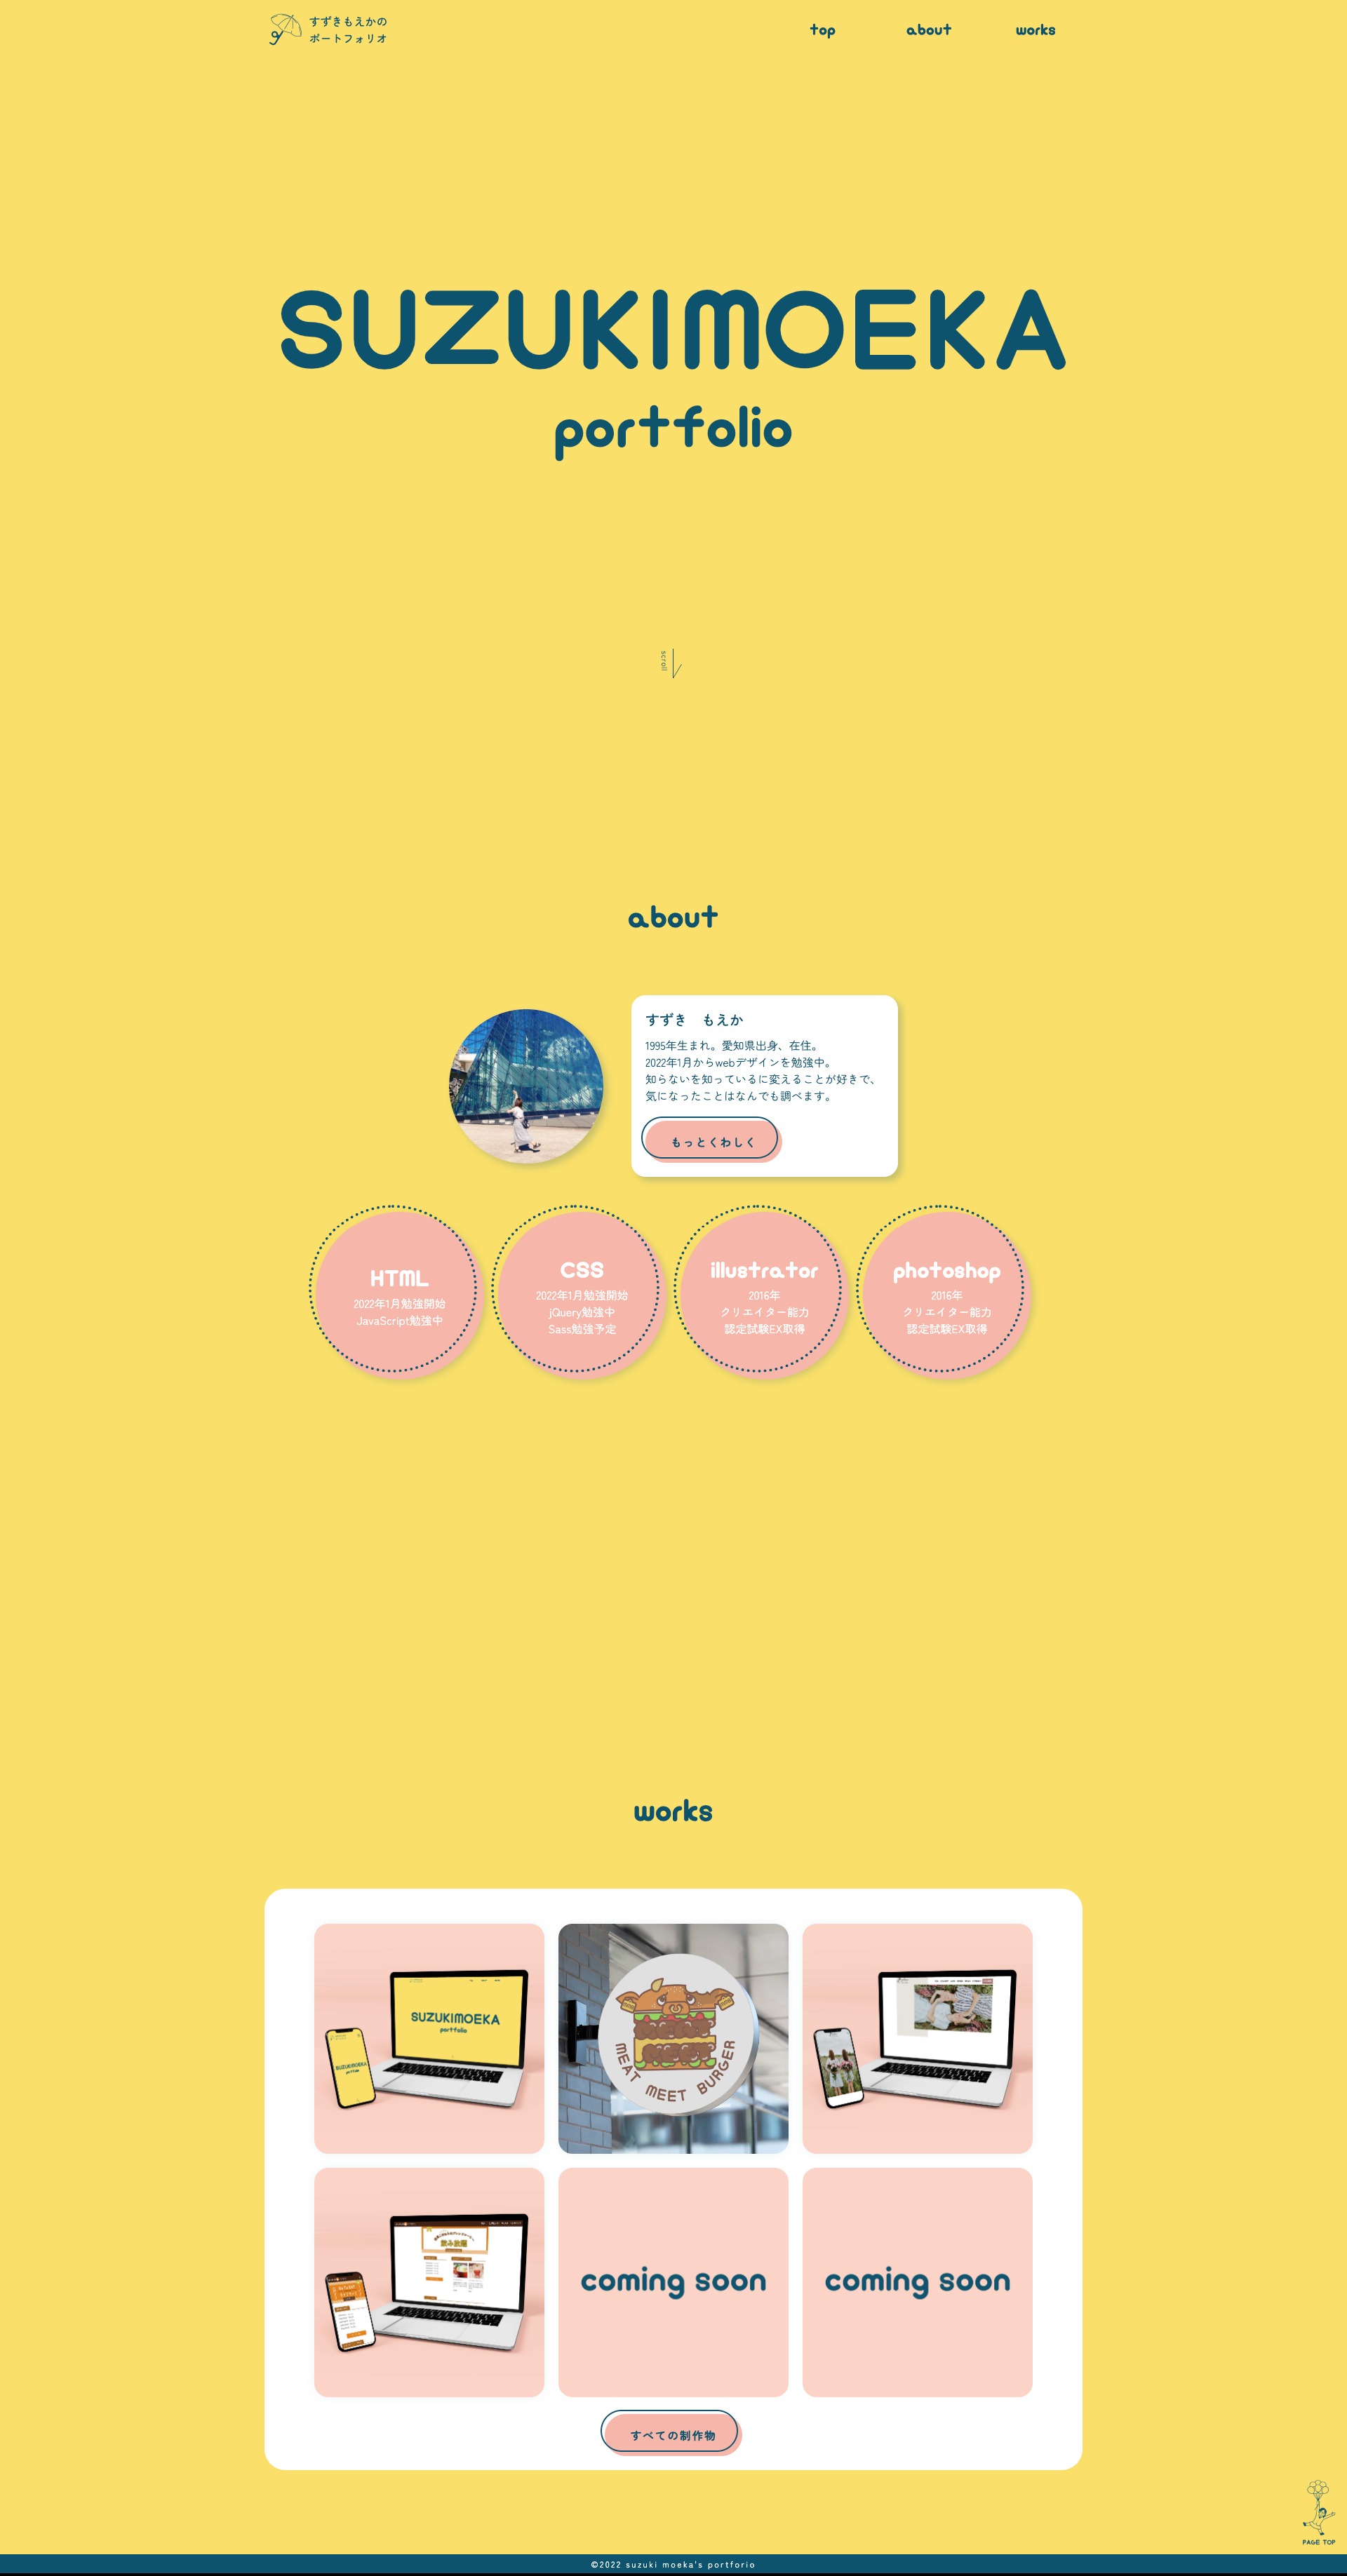 すずきもえかの
ポートフォリオ
top
about
works
SUZUKIMOEKA
portfolio
scroll
about
すずき　もえか
1995年生まれ。愛知県出身、在住。
2022年1月からwebデザインを勉強中。
知らないを知っているに変えることが好きで、
気になったことはなんでも調べます。
もっとくわしく
HTML
2022年1月勉強開始
JavaScript勉強中
CSS
2022年1月勉強開始
jQuery勉強中
Sass勉強予定
illustrator
2016年
クリエイター能力
認定試験EX取得
photoshop
2016年
クリエイター能力
認定試験EX取得
works
SUZUKIMOEKA
portfolio
SUZUKIMOEKA
portfolio
MEAT MEET BURGER
飲み放題
coming soon
coming soon
すべての制作物
PAGE TOP
©2022 suzuki moeka's portforio